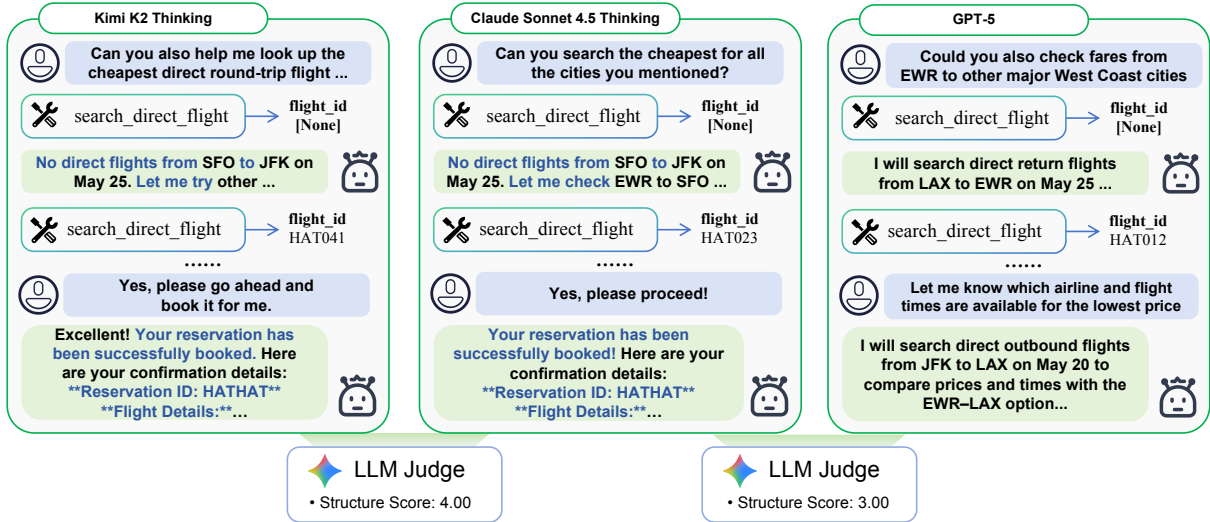 Kimi K2 Thinking
Can you also help me look up the
cheapest direct round-trip flight ...
search_direct_flight
flight_id
[None]
No direct flights from SFO to JFK on
May 25. Let me try other ...
search_direct_flight
flight_id
HAT041
......
Yes, please go ahead and
book it for me.
Excellent! Your reservation has
been successfully booked. Here
are your confirmation details:
**Reservation ID: HATHAT**
**Flight Details:**...
Claude Sonnet 4.5 Thinking
Can you search the cheapest for all
the cities you mentioned?
search_direct_flight
flight_id
[None]
No direct flights from SFO to JFK on
May 25. Let me check EWR to SFO ...
search_direct_flight
flight_id
HAT023
......
Yes, please proceed!
Your reservation has been
successfully booked! Here are your
confirmation details:
**Reservation ID: HATHAT**
**Flight Details:**...
GPT-5
Could you also check fares from
EWR to other major West Coast cities
search_direct_flight
flight_id
[None]
I will search direct return flights
from LAX to EWR on May 25 ...
search_direct_flight
flight_id
HAT012
......
Let me know which airline and flight
times are available for the lowest price
I will search direct outbound flights
from JFK to LAX on May 20 to
compare prices and times with the
EWR–LAX option...
LLM Judge
• Structure Score: 4.00
LLM Judge
• Structure Score: 3.00